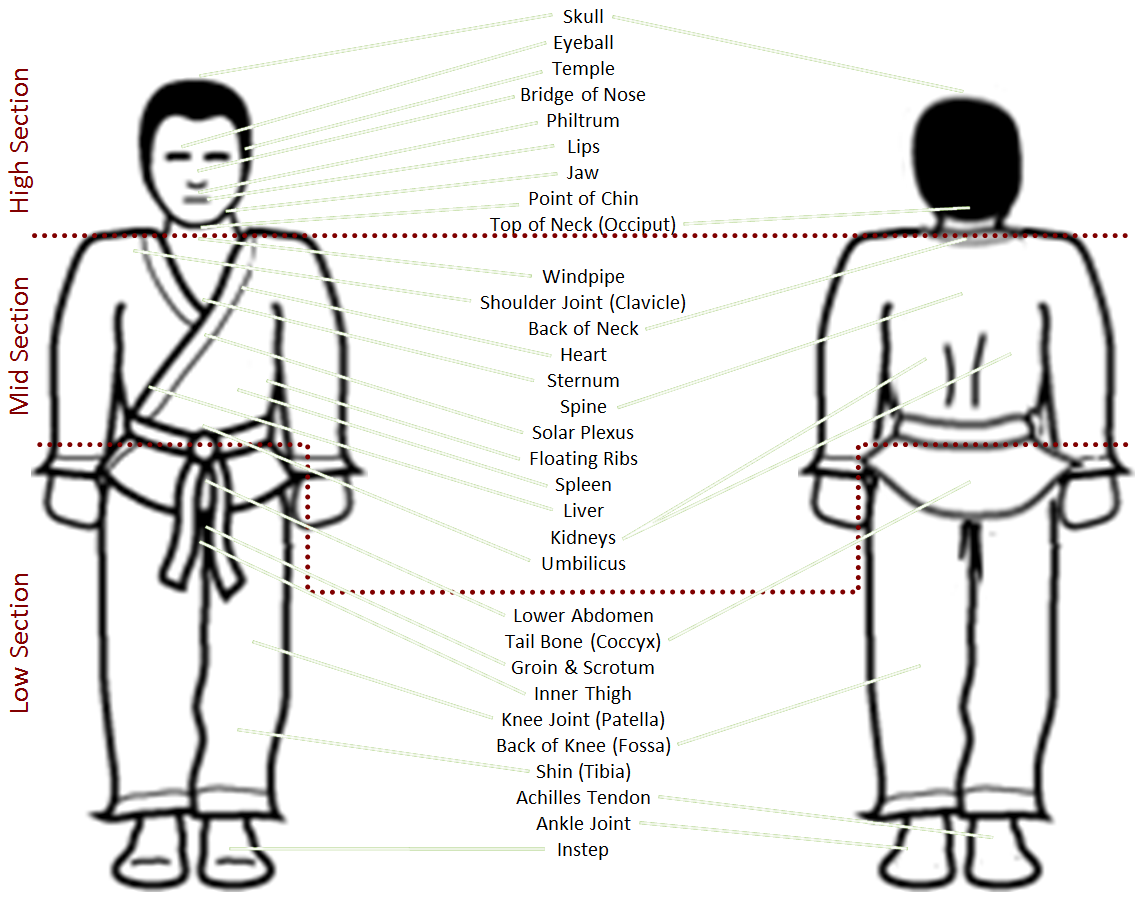 High Section
Skull
Eyeball
Temple
Bridge of Nose
Philtrum
Lips
Jaw
Point of Chin
Top of Neck (Occiput)
Mid Section
Windpipe
Shoulder Joint (Clavicle)
Back of Neck
Heart
Sternum
Spine
Solar Plexus
Floating Ribs
Spleen
Liver
Kidneys
Umbilicus
Low Section
Lower Abdomen
Tail Bone (Coccyx)
Groin & Scrotum
Inner Thigh
Knee Joint (Patella)
Back of Knee (Fossa)
Shin (Tibia)
Achilles Tendon
Ankle Joint
Instep